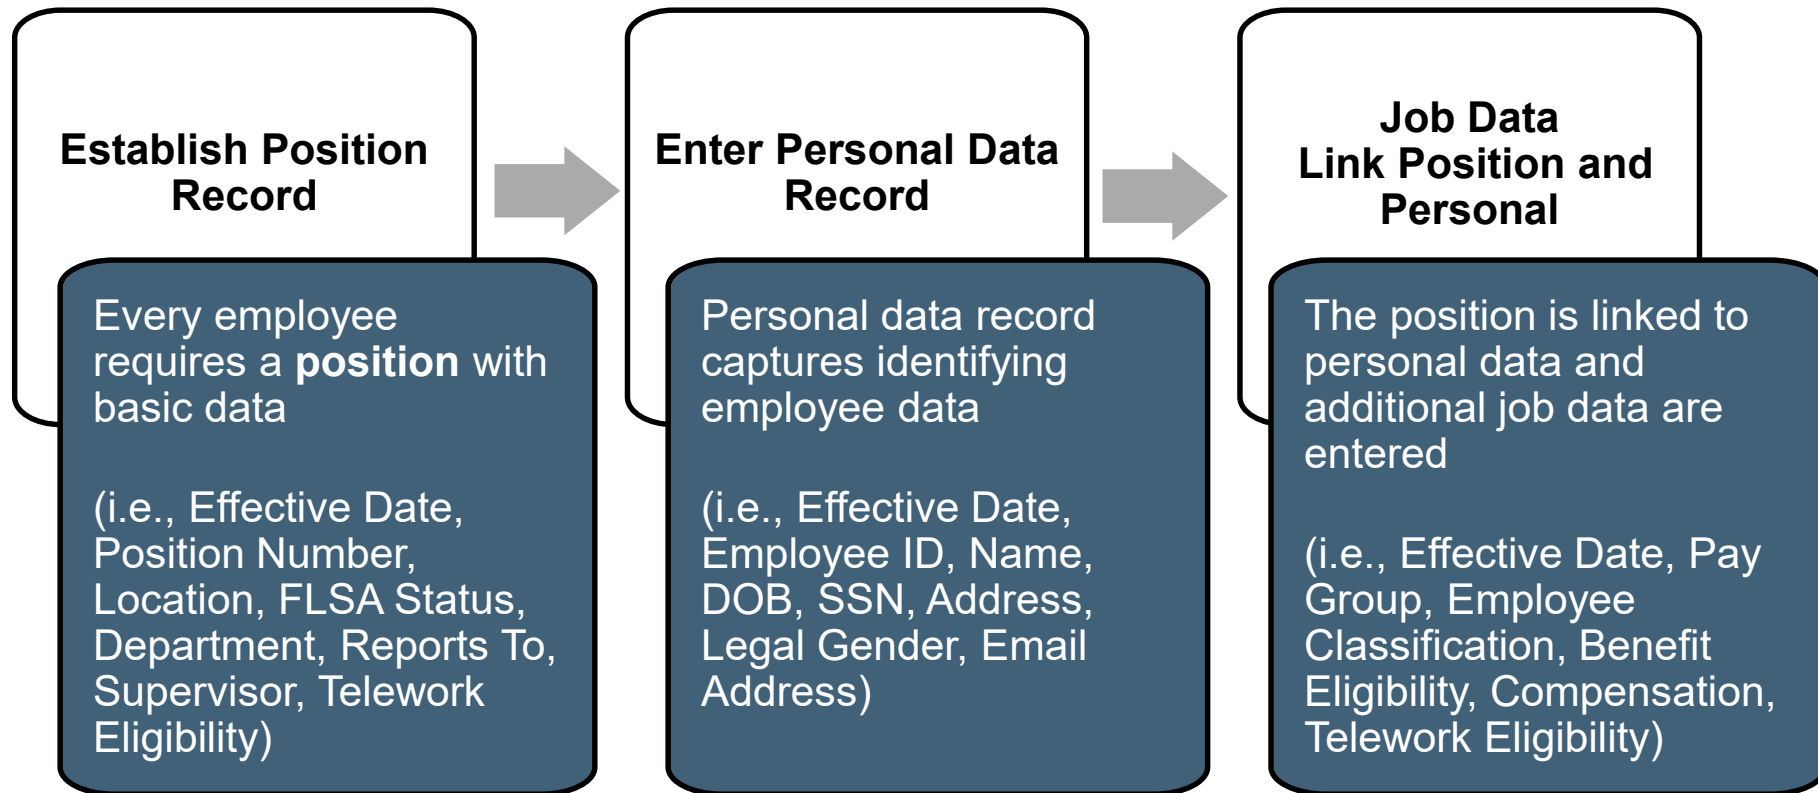 Establish Position
Record
Every employee
requires a position with
basic data
(i.e., Effective Date,
Position Number,
Location, FLSA Status,
Department, Reports To,
Supervisor, Telework
Eligibility)
Enter Personal Data
Record
Personal data record
captures identifying
employee data
(i.e., Effective Date,
Employee ID, Name,
DOB, SSN, Address,
Legal Gender, Email
Address)
Job Data
Link Position and
Personal
The position is linked to
personal data and
additional job data are
entered
(i.e., Effective Date, Pay
Group, Employee
Classification, Benefit
Eligibility, Compensation,
Telework Eligibility)